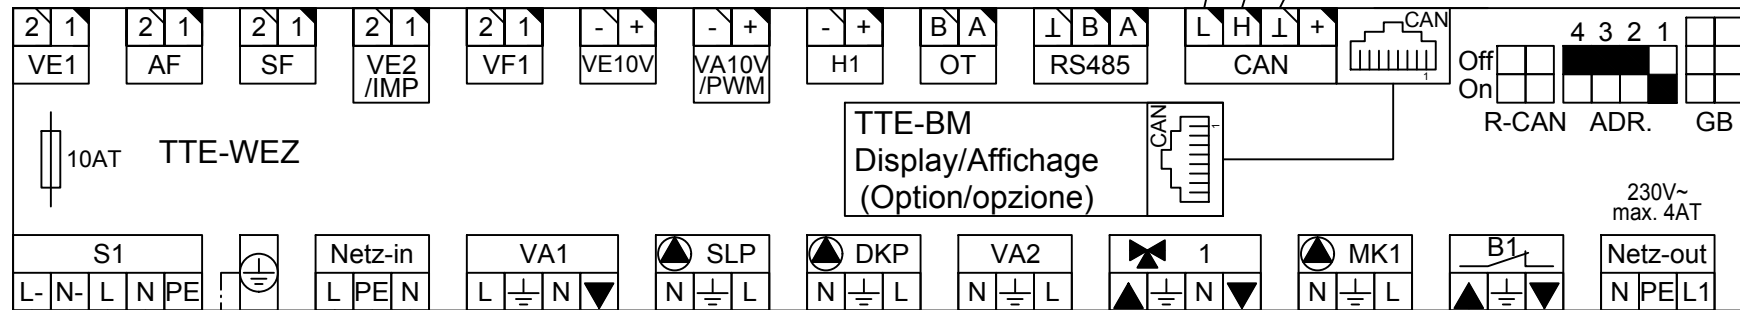 2 1 2 1 2 1 2 1 2 1 - + - + - + B A ⊥ B A L H ⊥ + CAN
VE1 AF SF VE2 /IMP VF1 VE10V VA10V /PWM H1 OT RS485 CAN
1
4 3 2 1
Off
On
R-CAN ADR. GB
10AT TTE-WEZ
TTE-BM
Display/Affichage
(Option/opzione)
CAN
1
230V~
max. 4AT
S1 Netz-in VA1 SLP DKP VA2 1 MK1 B1 Netz-out
L- N- L N PE L PE N L N N L N L N L N N L N PE L1